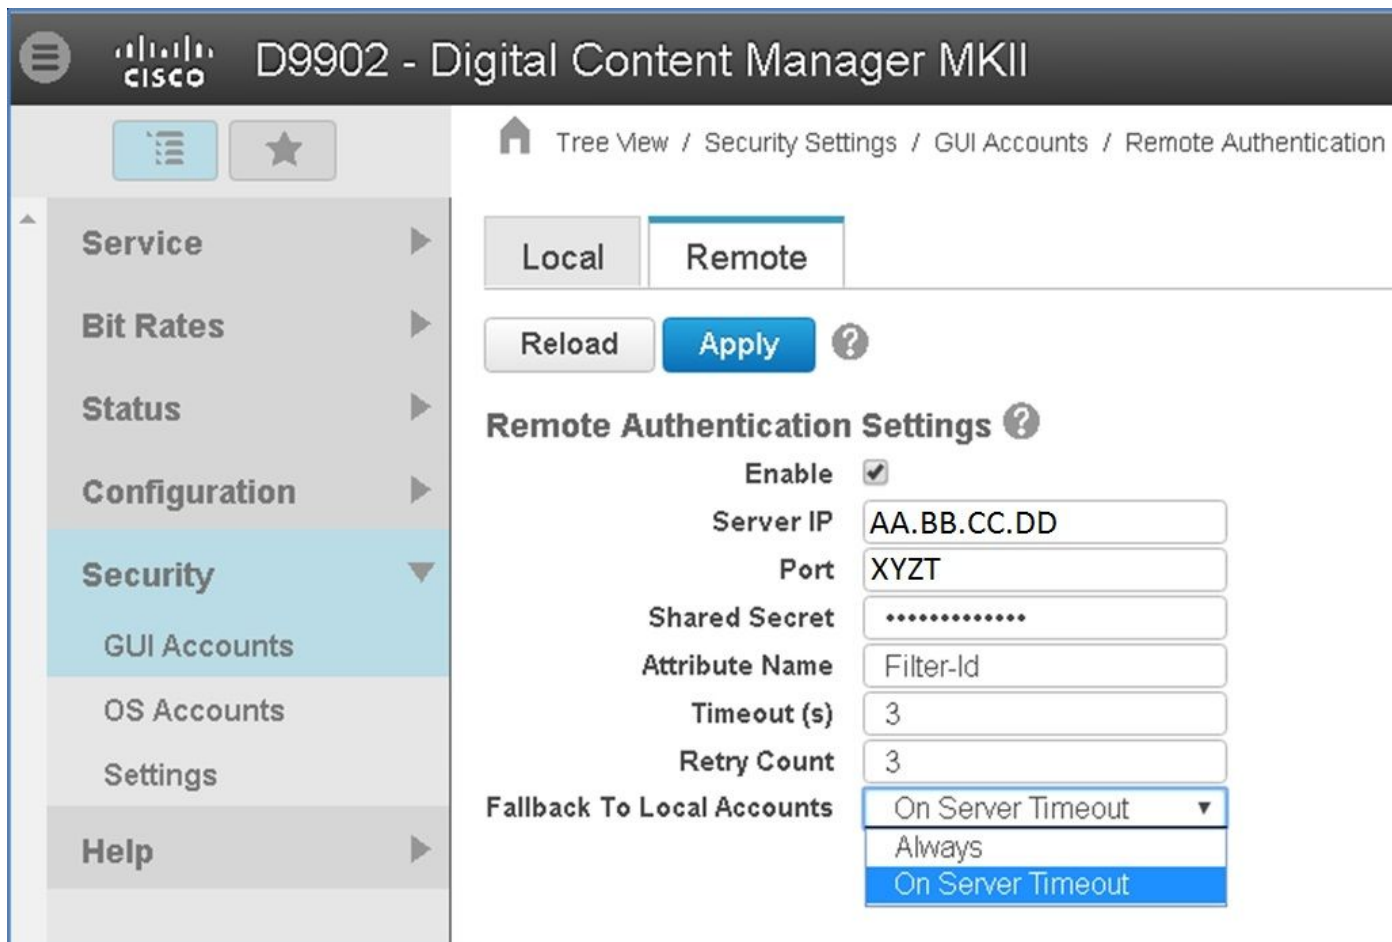 CISCO D9902 - Digital Content Manager MKII
Tree View / Security Settings / GUI Accounts / Remote Authentication
Service
Bit Rates
Status
Configuration
Security
GUI Accounts
OS Accounts
Settings
Help
Local Remote
Reload Apply ?
Remote Authentication Settings ?
Enable
Server IP AA.BB.CC.DD
Port XYZT
Shared Secret •••••••••••••
Attribute Name Filter-Id
Timeout (s) 3
Retry Count 3
Fallback To Local Accounts On Server Timeout
Always
On Server Timeout